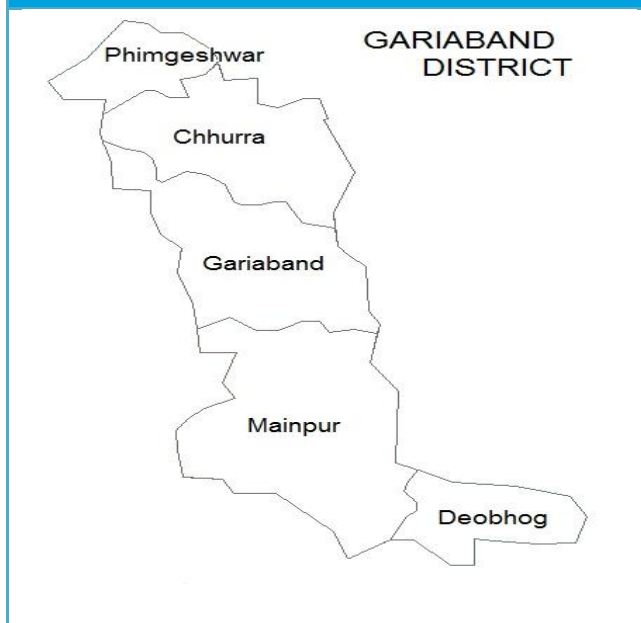 GARIABAND
DISTRICT
Phimgeshwar
Chhurra
Gariaband
Mainpur
Deobhog